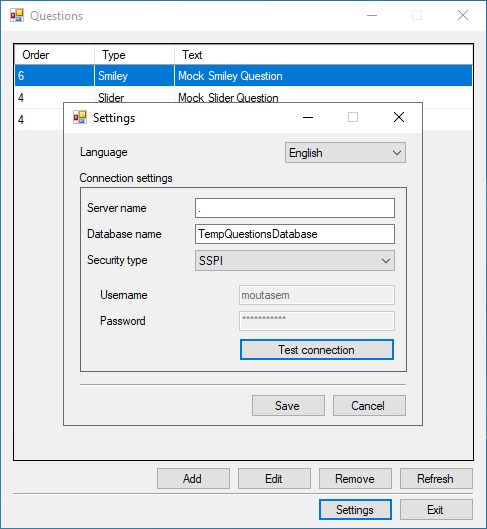 Questions
Order Type Text
6 Smiley Mock Smiley Question
4 Slider Mock Slider Question
4
Settings
Language English
Connection settings
Server name .
Database name TempQuestionsDatabase
Security type SSPI
Username moutasem
Password ***********
Test connection
Save Cancel
Add Edit Remove Refresh
Settings Exit